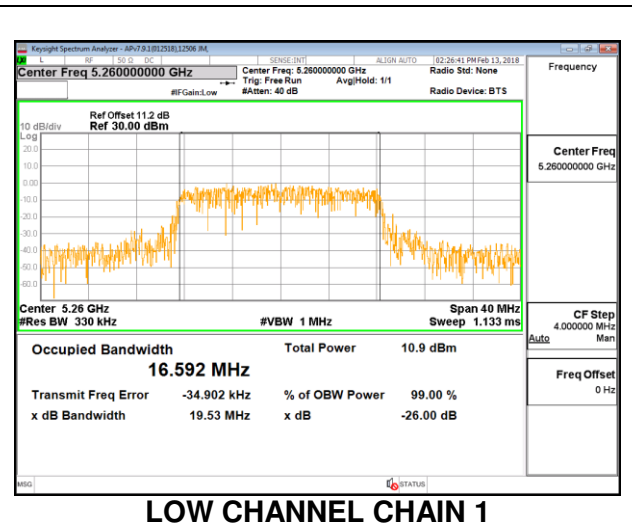 Keysight Spectrum Analyzer - APv7.9.1(012518),12506 JM,
L RF 50 Ω DC SENSE:INT ALIGN AUTO 02:26:41 PM Feb 13, 2018
Center Freq 5.260000000 GHz
Center Freq: 5.260000000 GHz
Radio Std: None
Trig: Free Run Avg|Hold: 1/1
#IFGain:Low
#Atten: 40 dB
Radio Device: BTS
Frequency
Ref Offset 11.2 dB
10 dB/div Ref 30.00 dBm
Log
20.0
10.0
0.00
-10.0
-20.0
-30.0
-40.0
-50.0
-60.0
Center 5.26 GHz Span 40 MHz
#Res BW 330 kHz #VBW 1 MHz Sweep 1.133 ms
Occupied Bandwidth Total Power 10.9 dBm
16.592 MHz
Transmit Freq Error -34.902 kHz % of OBW Power 99.00 %
x dB Bandwidth 19.53 MHz x dB -26.00 dB
Center Freq
5.260000000 GHz
CF Step
4.000000 MHz
Auto Man
Freq Offset
0 Hz
MSG STATUS
LOW CHANNEL CHAIN 1